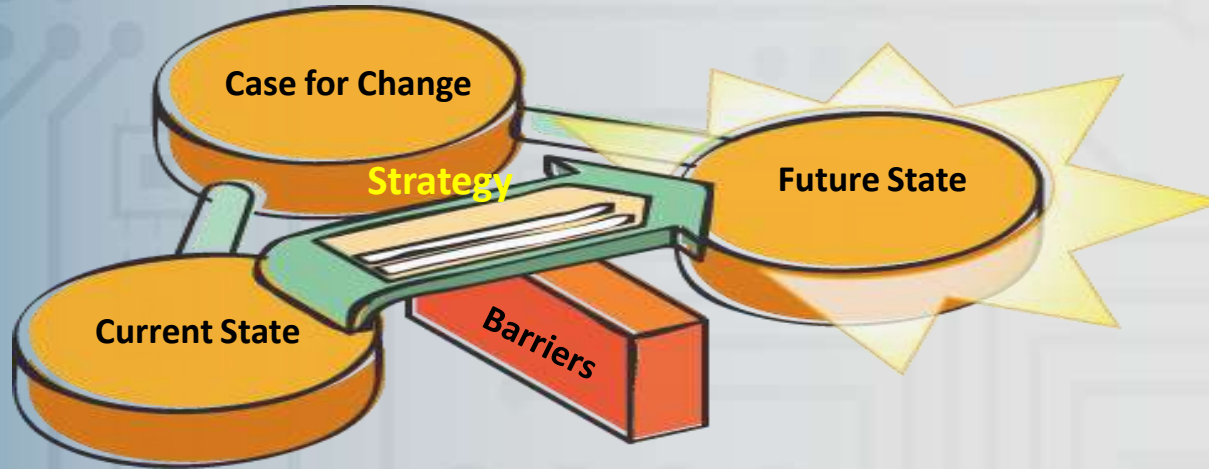 Case for Change
Strategy
Future State
Current State
Barriers